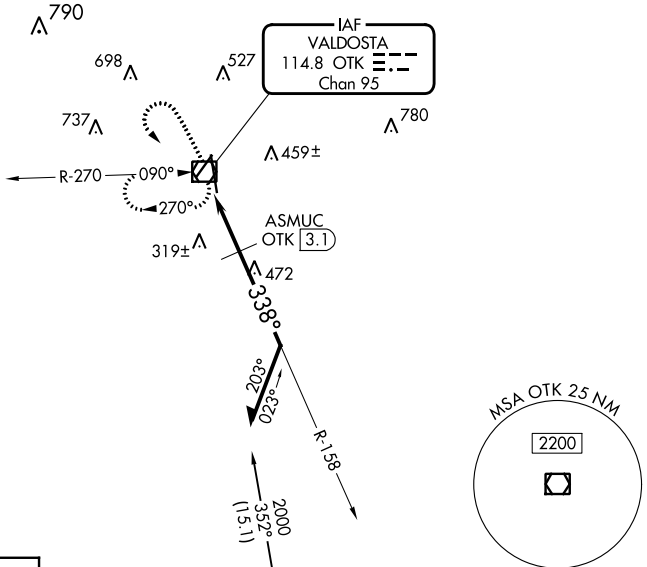 790
IAF
VALDOSTA
114.8 OTK
Chan 95
698
527
737
780
459±
R-270
090°
270°
ASMUC
OTK 3.1
319±
472
338°
203°
023°
R-158
2000
352°
(15.1)
MSA OTK 25 NM
2200